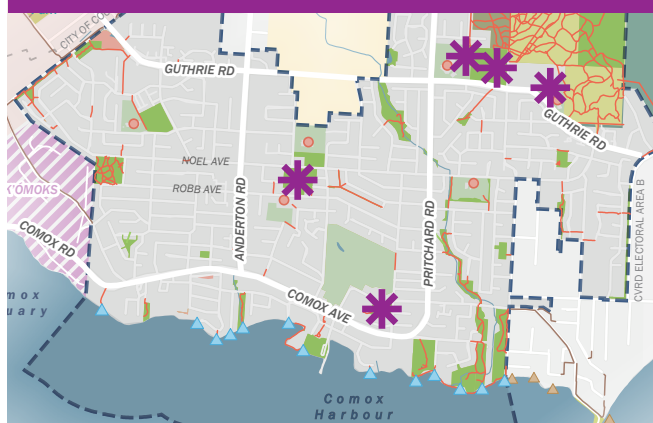 CITY OF COU
GUTHRIE RD
GUTHRIE RD
NOEL AVE
ROBB AVE
K'OMOKS
ANDERTON RD
PRITCHARD RD
CVRD ELECTORAL AREA B
COMOX RD
COMOX AVE
mox
uary
Comox
Harbour